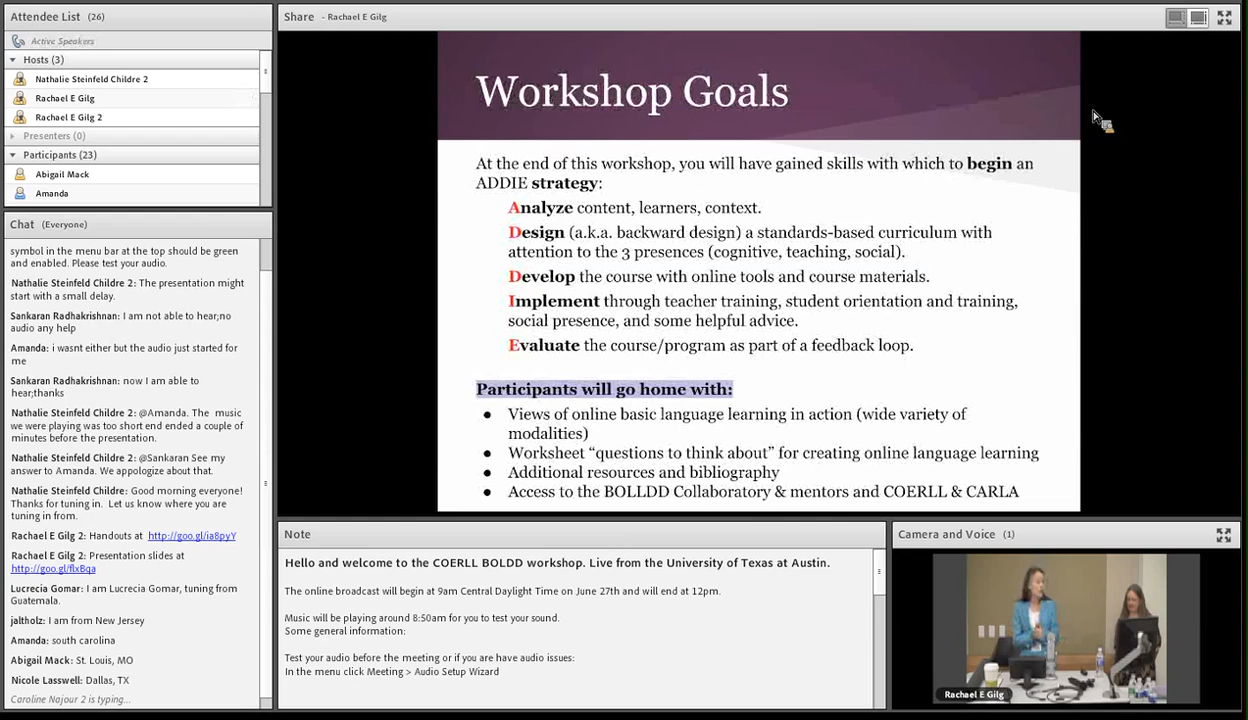 Attendee List (26)
Active Speakers
Hosts (3)
Nathalie Steinfeld Childre 2
Rachael E Gilg
Rachael E Gilg 2
Presenters (0)
Participants (23)
Abigail Mack
Amanda
Chat (Everyone)
symbol in the menu bar at the top should be green
and enabled. Please test your audio.
Nathalie Steinfeld Childre 2: The presentation might
start with a small delay.
Sankaran Radhakrishnan: I am not able to hear;no
audio any help
Amanda: i wasnt either but the audio just started for
me
Sankaran Radhakrishnan: now I am able to
hear;thanks
Nathalie Steinfeld Childre 2: @Amanda. The music
we were playing was too short end ended a couple of
minutes before the presentation.
Nathalie Steinfeld Childre 2: @Sankaran See my
answer to Amanda. We appologize about that.
Nathalie Steinfeld Childre: Good morning everyone!
Thanks for tuning in. Let us know where you are
tuning in from.
Rachael E Gilg 2: Handouts at http://goo.gl/ia8pyY
Rachael E Gilg 2: Presentation slides at
http://goo.gl/flxBqa
Lucrecia Gomar: I am Lucrecia Gomar, tuning from
Guatemala.
jaltholz: I am from New Jersey
Amanda: south carolina
Abigail Mack: St. Louis, MO
Nicole Lasswell: Dallas, TX
Caroline Najour 2 is typing...
Share - Rachael E Gilg
Workshop Goals
At the end of this workshop, you will have gained skills with which to begin an
ADDIE strategy:
Analyze content, learners, context.
Design (a.k.a. backward design) a standards-based curriculum with
attention to the 3 presences (cognitive, teaching, social).
Develop the course with online tools and course materials.
Implement through teacher training, student orientation and training,
social presence, and some helpful advice.
Evaluate the course/program as part of a feedback loop.
Participants will go home with:
● Views of online basic language learning in action (wide variety of
modalities)
● Worksheet “questions to think about” for creating online language learning
● Additional resources and bibliography
● Access to the BOLLDD Collaboratory & mentors and COERLL & CARLA
Note
Hello and welcome to the COERLL BOLDD workshop. Live from the University of Texas at Austin.
The online broadcast will begin at 9am Central Daylight Time on June 27th and will end at 12pm.
Music will be playing around 8:50am for you to test your sound.
Some general information:
Test your audio before the meeting or if you are have audio issues:
In the menu click Meeting > Audio Setup Wizard
Camera and Voice (1)
Rachael E Gilg